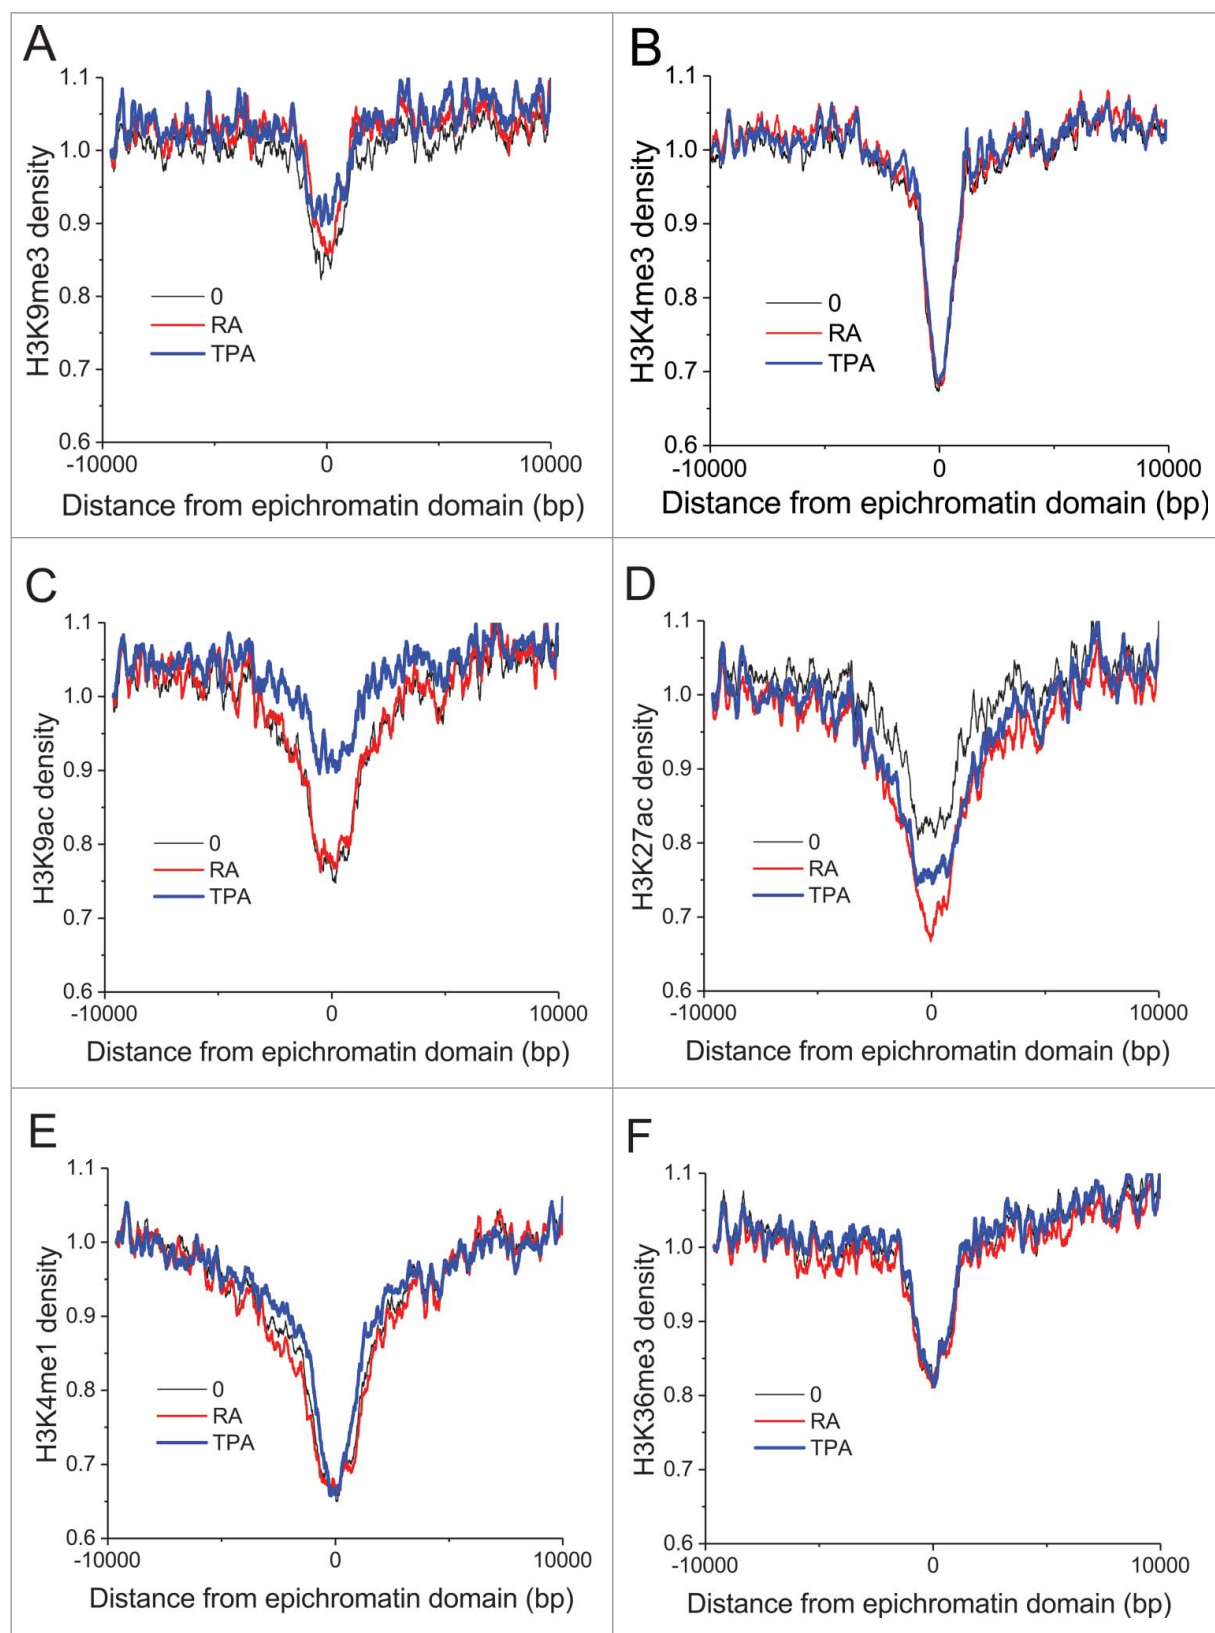 A
H3K9me3 density
1.1
1.0
0.9
0.8
0.7
0.6
0
RA
TPA
-10000
0
10000
Distance from epichromatin domain (bp)
B
H3K4me3 density
1.1
1.0
0.9
0.8
0.7
0.6
0
RA
TPA
-10000
0
10000
Distance from epichromatin domain (bp)
C
H3K9ac density
1.1
1.0
0.9
0.8
0.7
0.6
0
RA
TPA
-10000
0
10000
Distance from epichromatin domain (bp)
D
H3K27ac density
1.1
1.0
0.9
0.8
0.7
0.6
0
RA
TPA
-10000
0
10000
Distance from epichromatin domain (bp)
E
H3K4me1 density
1.1
1.0
0.9
0.8
0.7
0.6
0
RA
TPA
-10000
0
10000
Distance from epichromatin domain (bp)
F
H3K36me3 density
1.1
1.0
0.9
0.8
0.7
0.6
0
RA
TPA
-10000
0
10000
Distance from epichromatin domain (bp)